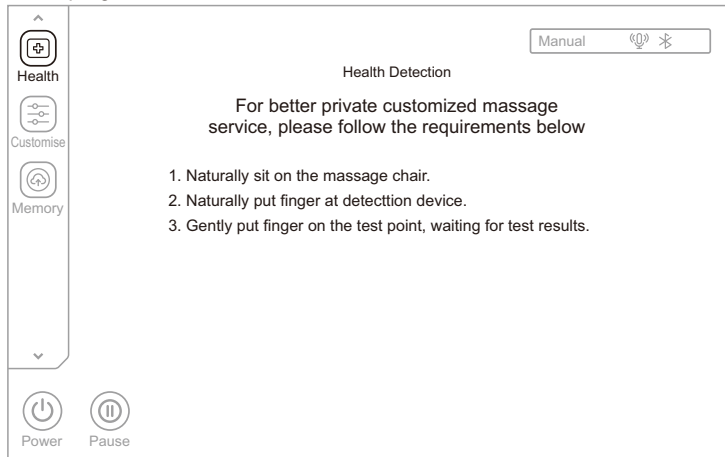 Manual
Health
Health Detection
For better private customized massage
service, please follow the requirements below
Customise
1. Naturally sit on the massage chair.
2. Naturally put finger at detecttion device.
3. Gently put finger on the test point, waiting for test results.
Memory
Power
Pause